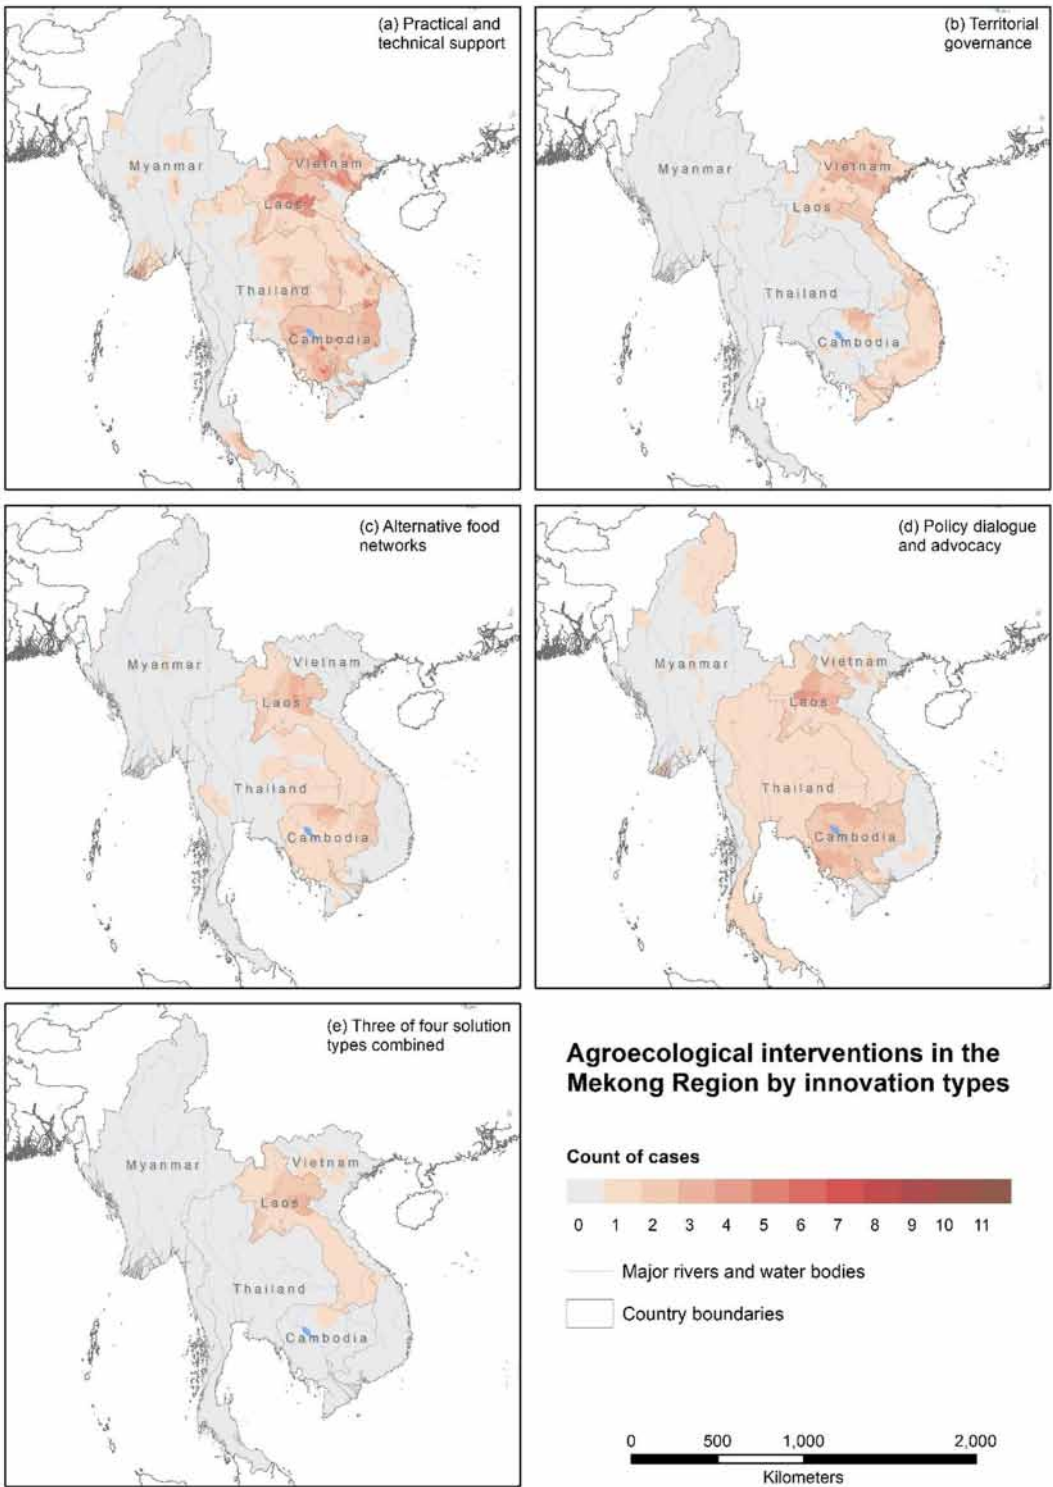 (a) Practical and
technical support
Myanmar
Vietnam
Laos
Thailand
Cambodia
(b) Territorial
governance
Myanmar
Vietnam
Laos
Thailand
Cambodia
(c) Alternative food
networks
Myanmar
Vietnam
Laos
Thailand
Cambodia
(d) Policy dialogue
and advocacy
Myanmar
Vietnam
Laos
Thailand
Cambodia
(e) Three of four solution
types combined
Myanmar
Vietnam
Laos
Thailand
Cambodia
Agroecological interventions in the
Mekong Region by innovation types
Count of cases
0 1 2 3 4 5 6 7 8 9 10 11
Major rivers and water bodies
Country boundaries
0 500 1,000 2,000
Kilometers